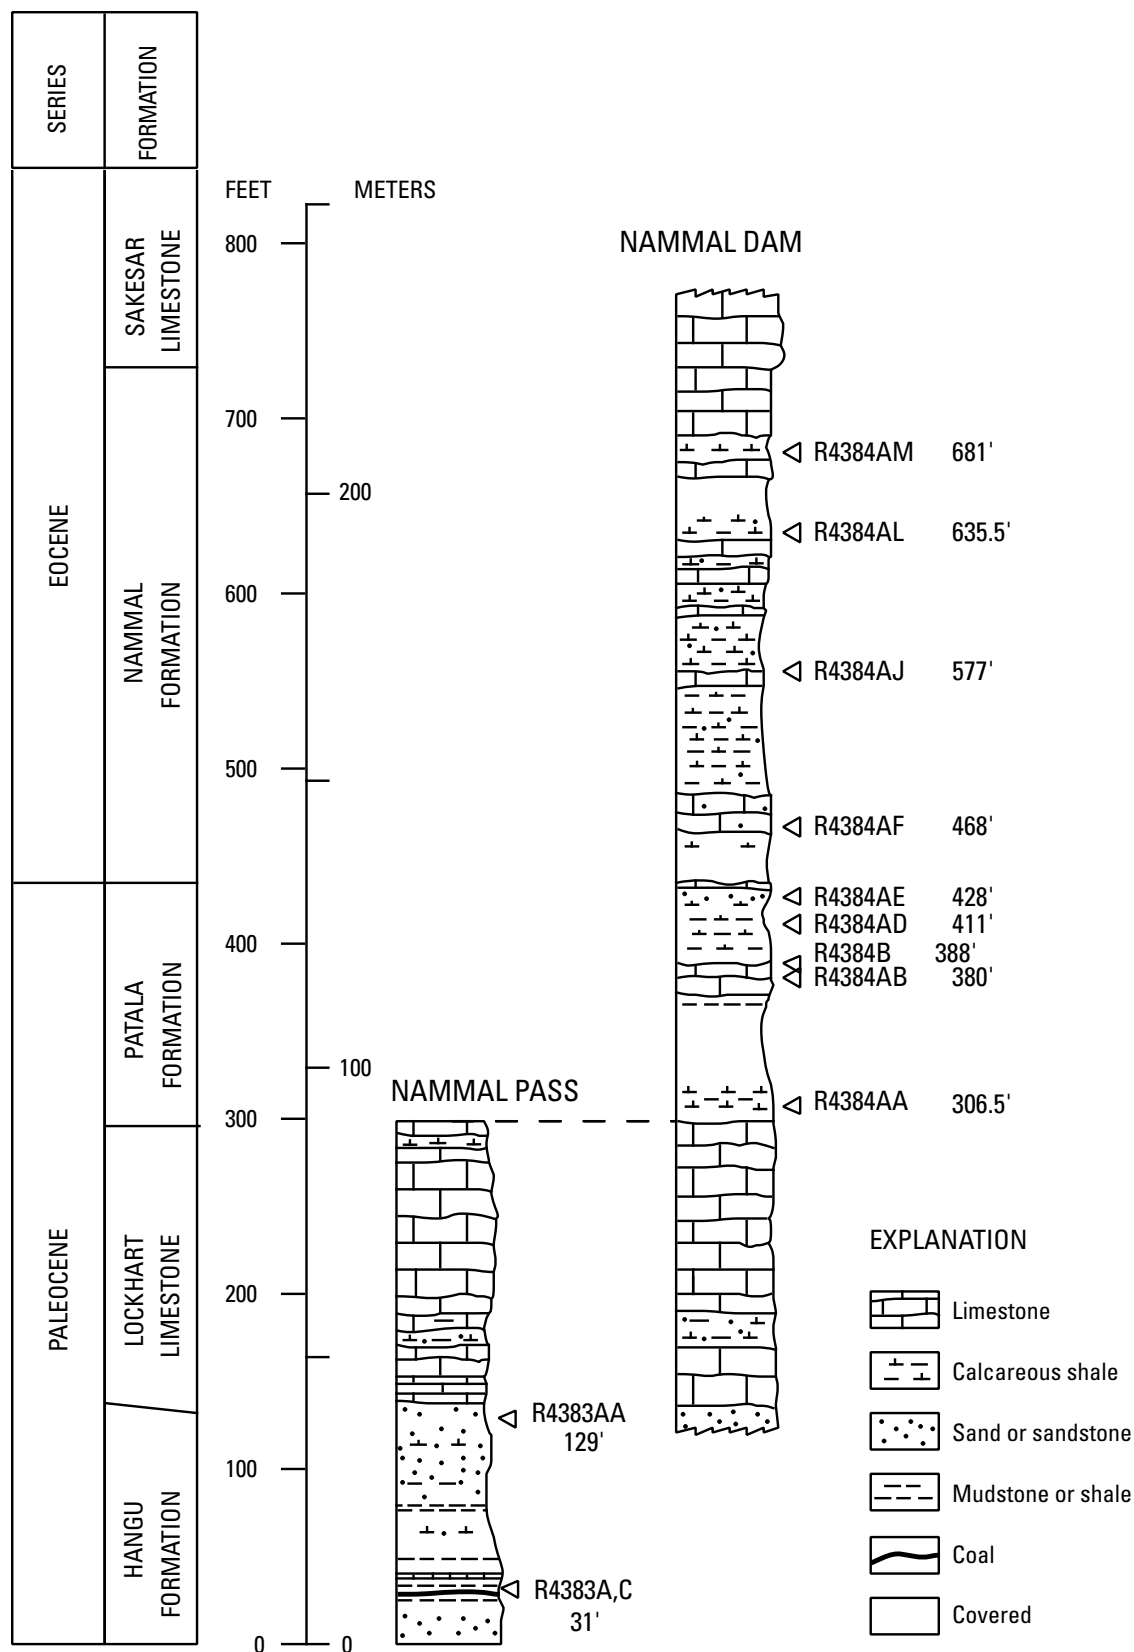 SERIES
FORMATION
EOCENE
PALEOCENE
SAKESAR
LIMESTONE
NAMMAL
FORMATION
PATALA
FORMATION
LOCKHART
LIMESTONE
HANGU
FORMATION
FEET
METERS
800
700
600
500
400
300
200
100
0
200
100
0
NAMMAL DAM
R4384AM 681'
R4384AL 635.5'
R4384AJ 577'
R4384AF 468'
R4384AE 428'
R4384AD 411'
R4384B 388'
R4384AB 380'
R4384AA 306.5'
NAMMAL PASS
R4383AA
129'
R4383A,C
31'
EXPLANATION
Limestone
Calcareous shale
Sand or sandstone
Mudstone or shale
Coal
Covered